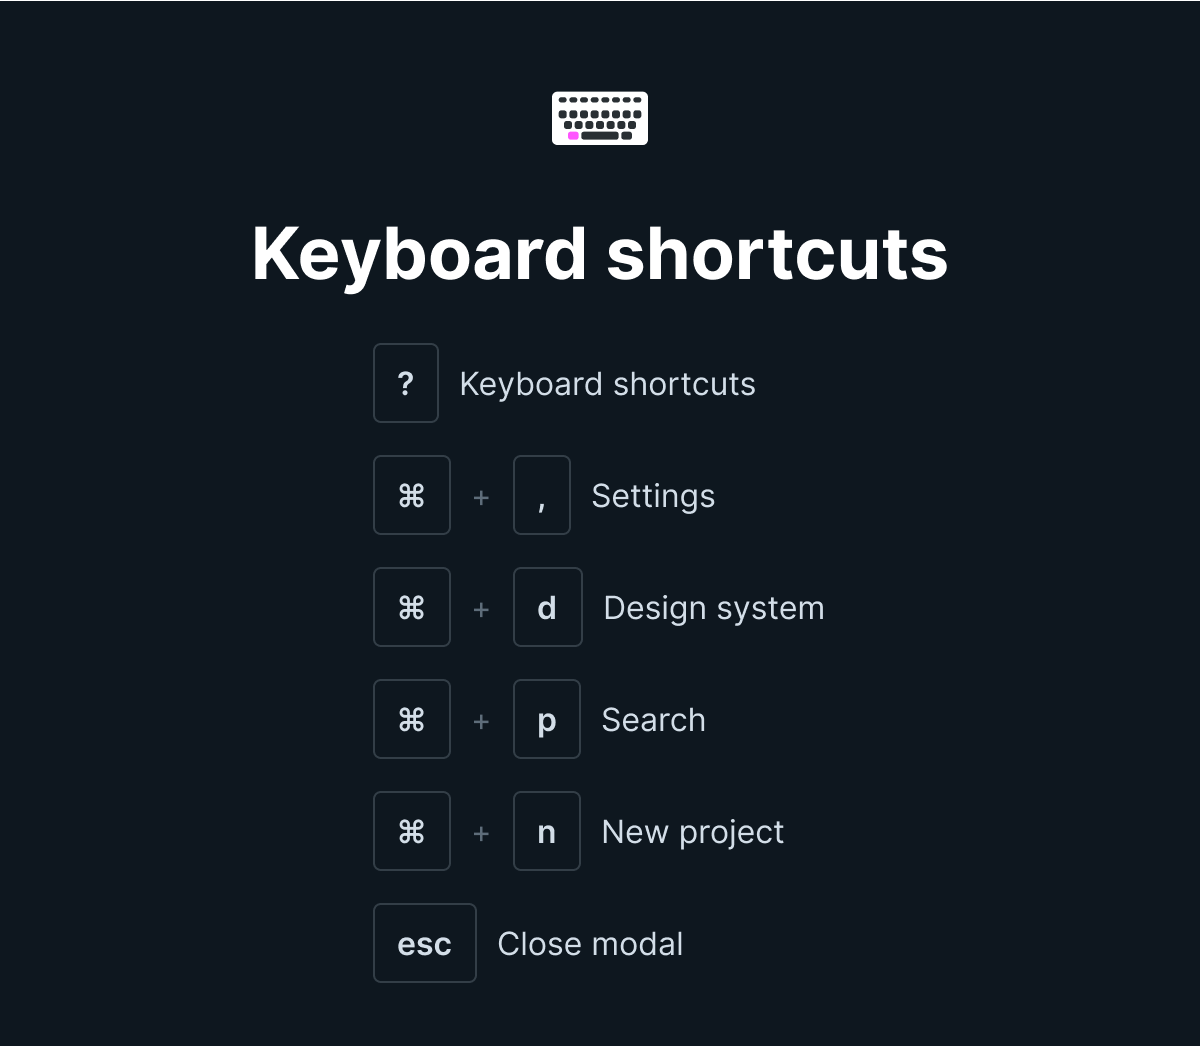 Keyboard shortcuts
? Keyboard shortcuts
⌘ + , Settings
⌘ + d Design system
⌘ + p Search
⌘ + n New project
esc Close modal